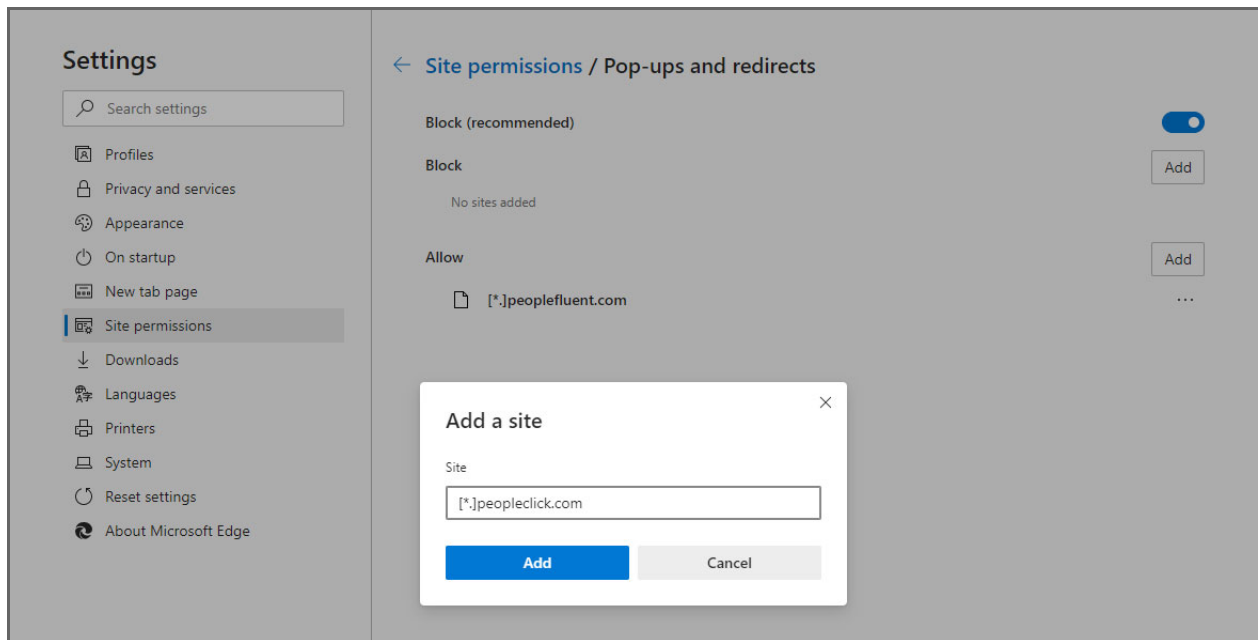 Settings
Search settings
Profiles
Privacy and services
Appearance
On startup
New tab page
Site permissions
Downloads
Languages
Printers
System
Reset settings
About Microsoft Edge
Site permissions / Pop-ups and redirects
Block (recommended)
Block
Add
No sites added
Allow
Add
[*.]peoplefluent.com
Add a site
Site
[*.]peopleclick.com
Add
Cancel